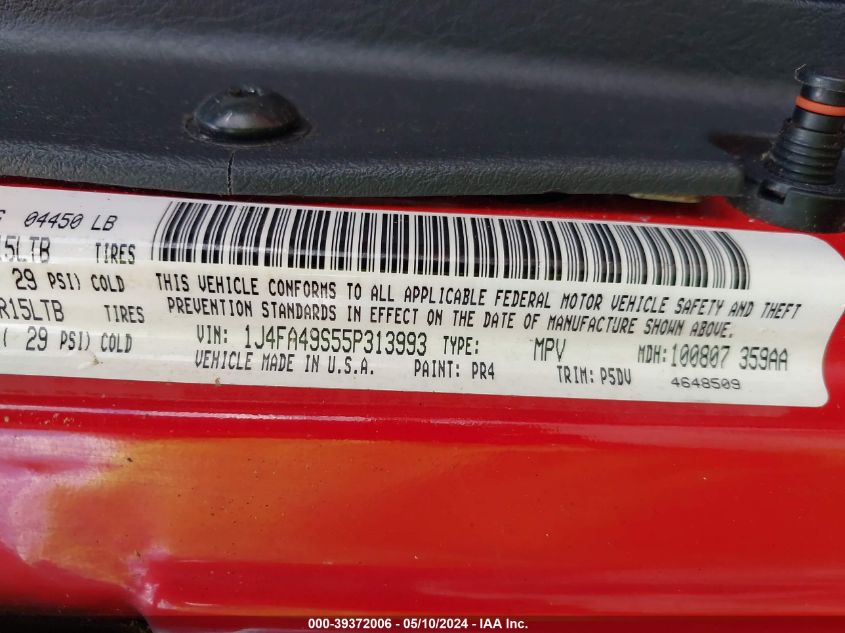 04450 LB
15LTB TIRES
29 PSI) COLD
R15LTB TIRES
( 29 PSI) COLD
THIS VEHICLE CONFORMS TO ALL APPLICABLE FEDERAL MOTOR VEHICLE SAFETY AND THEFT
PREVENTION STANDARDS IN EFFECT ON THE DATE OF MANUFACTURE SHOWN ABOVE.
VIN: 1J4FA49S55P313993 TYPE: MPV MDH: 100807 359AA
VEHICLE MADE IN U.S.A. PAINT: PR4 TRIM: P5DV 4648509
000-39372006 - 05/10/2024 - IAA Inc.